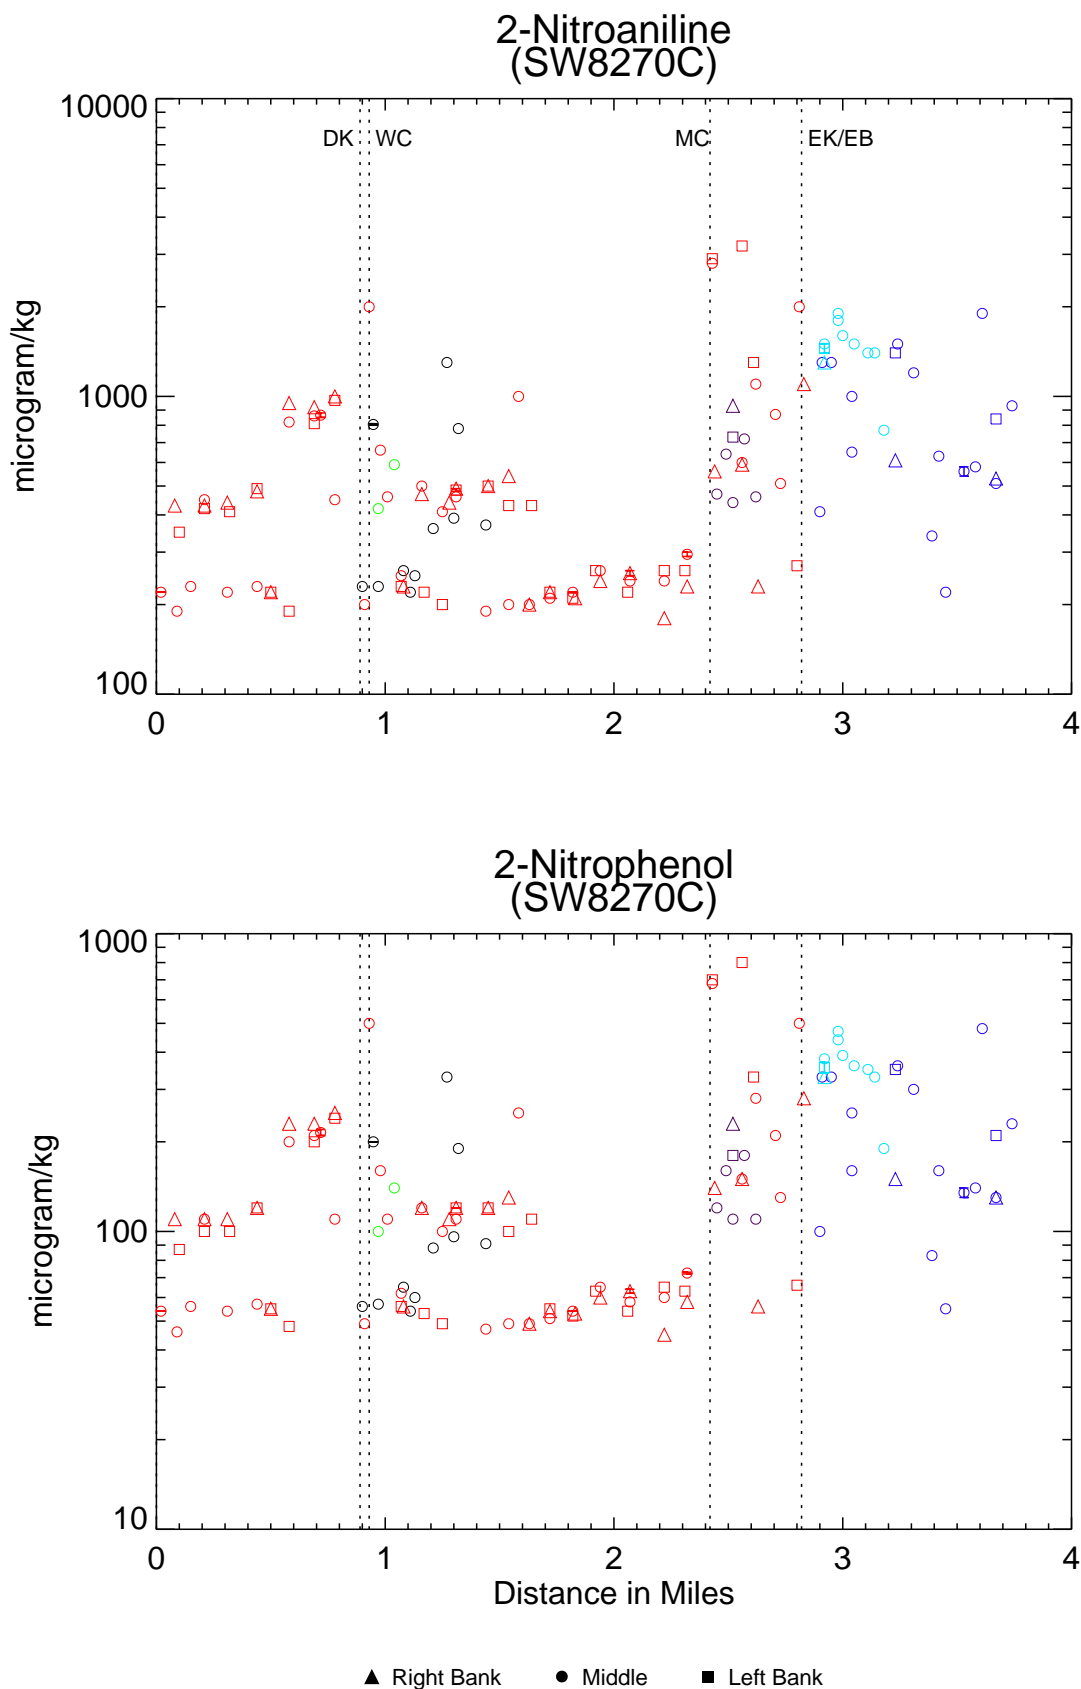 2-Nitroaniline
(SW8270C)
10000
DK WC MC EK/EB
1000
microgram/kg
100
0 1 2 3 4
2-Nitrophenol
(SW8270C)
1000
100
microgram/kg
10
0 1 2 3 4
Distance in Miles
Right Bank Middle Left Bank